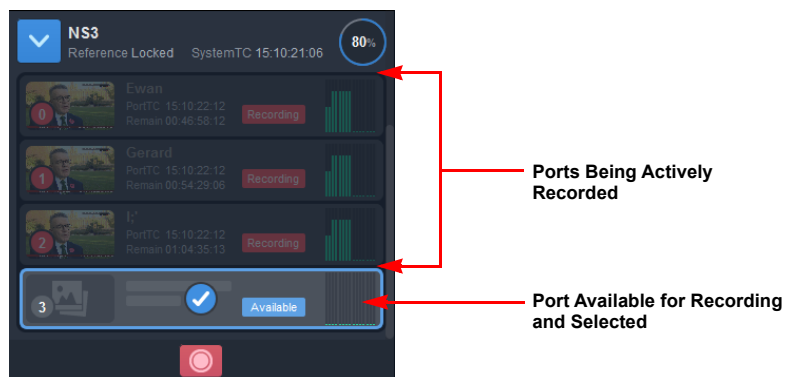 NS3
Reference Locked SystemTC 15:10:21:06
80%
Ewan
PortTC 15:10:22:12
Remain 00:46:58:12
Recording
0
Gerard
PortTC 15:10:22:12
Remain 00:54:29:06
Recording
1
I;'
PortTC 15:10:22:12
Remain 01:04:35:13
Recording
2
3
Available
Ports Being Actively
Recorded
Port Available for Recording
and Selected